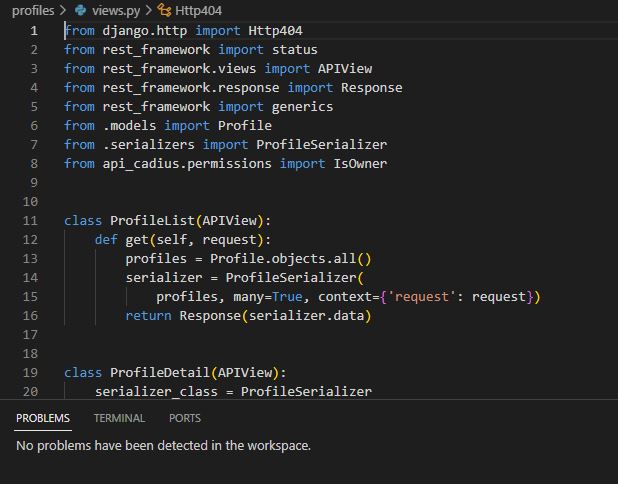 profiles > views.py > Http404
1 from django.http import Http404
2 from rest_framework import status
3 from rest_framework.views import APIView
4 from rest_framework.response import Response
5 from rest_framework import generics
6 from .models import Profile
7 from .serializers import ProfileSerializer
8 from api_cadius.permissions import IsOwner
9
10
11 class ProfileList(APIView):
12     def get(self, request):
13         profiles = Profile.objects.all()
14         serializer = ProfileSerializer(
15             profiles, many=True, context={'request': request})
16         return Response(serializer.data)
17
18
19 class ProfileDetail(APIView):
20     serializer_class = ProfileSerializer
PROBLEMS TERMINAL PORTS
No problems have been detected in the workspace.